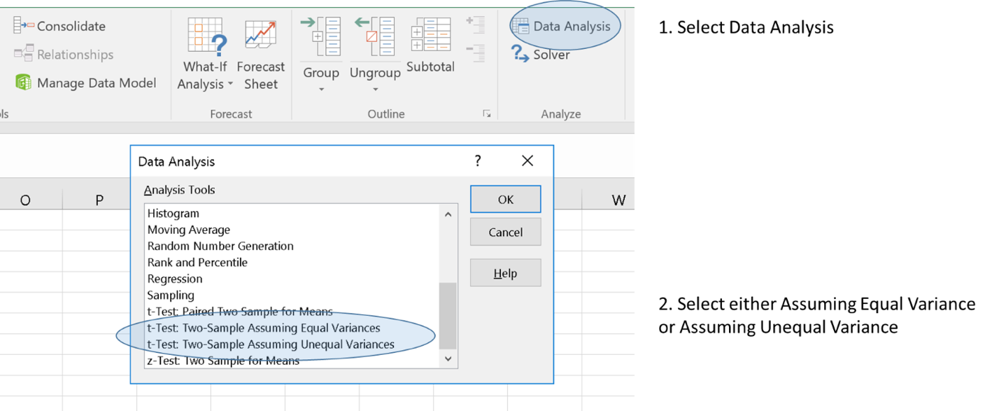 Consolidate
Relationships
Manage Data Model
ls
What-If
Analysis
Forecast
Sheet
Forecast
Group
Ungroup
Subtotal
Outline
Data Analysis
Solver
Analyze
1. Select Data Analysis
O
P
W
Data Analysis
?
Analysis Tools
Histogram
Moving Average
Random Number Generation
Rank and Percentile
Regression
Sampling
t-Test: Paired Two Sample for Means
t-Test: Two-Sample Assuming Equal Variances
t-Test: Two-Sample Assuming Unequal Variances
z-Test: Two Sample for Means
OK
Cancel
Help
2. Select either Assuming Equal Variance
or Assuming Unequal Variance